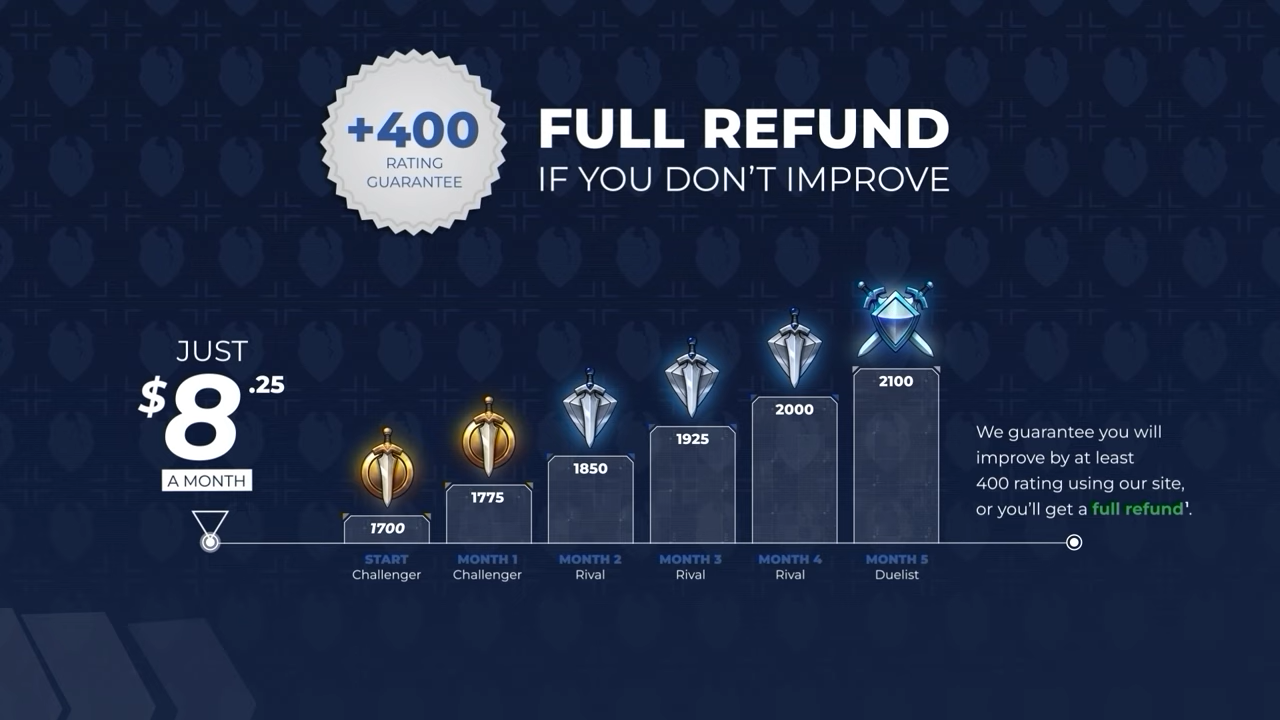 +400
RATING
GUARANTEE
FULL REFUND
IF YOU DON'T IMPROVE
JUST
$8.25
A MONTH
1700
1775
1850
1925
2000
2100
START
Challenger
MONTH 1
Challenger
MONTH 2
Rival
MONTH 3
Rival
MONTH 4
Rival
MONTH 5
Duelist
We guarantee you will
improve by at least
400 rating using our site,
or you'll get a full refund¹.